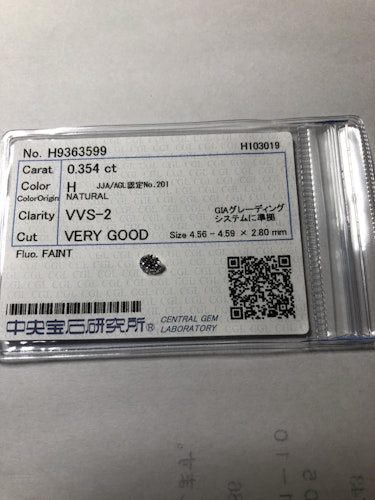 No. H9363599 H103019
Carat 0.354 ct
Color H JJA/AGL認定No.201
ColorOrigin NATURAL
Clarity VVS-2 GIAグレーディング
システムに準拠
Cut VERY GOOD Size 4.56 - 4.59 × 2.80 mm
Fluo. FAINT
中央宝石研究所® CENTRAL GEM
LABORATORY
ます。